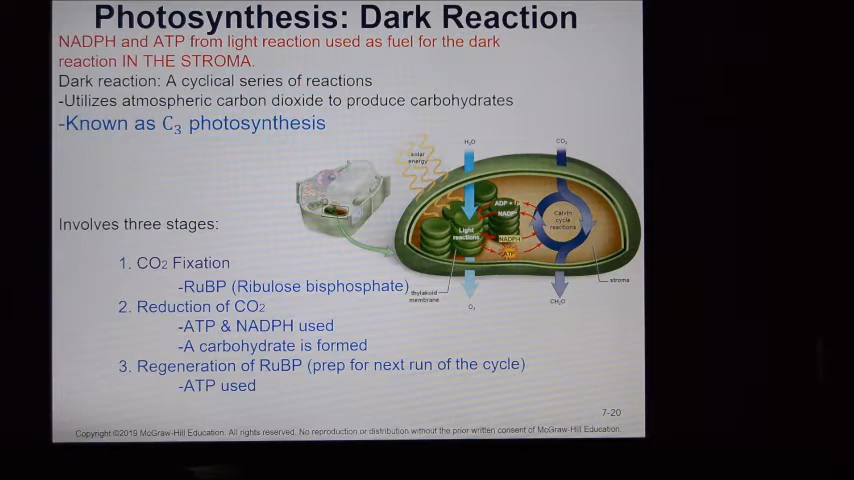 Photosynthesis: Dark Reaction
NADPH and ATP from light reaction used as fuel for the dark
reaction IN THE STROMA.
Dark reaction: A cyclical series of reactions
-Utilizes atmospheric carbon dioxide to produce carbohydrates
-Known as C₃ photosynthesis
H₂O
CO₂
solar
energy
ADP + P
NADP⁺
Calvin
cycle
reactions
Light
reactions
NADPH
ATP
stroma
thylakoid
membrane
O₂
CH₂O
Involves three stages:
1. CO₂ Fixation
-RuBP (Ribulose bisphosphate)
2. Reduction of CO₂
-ATP & NADPH used
-A carbohydrate is formed
3. Regeneration of RuBP (prep for next run of the cycle)
-ATP used
7-20
Copyright ©2019 McGraw-Hill Education. All rights reserved. No reproduction or distribution without the prior written consent of McGraw-Hill Education.